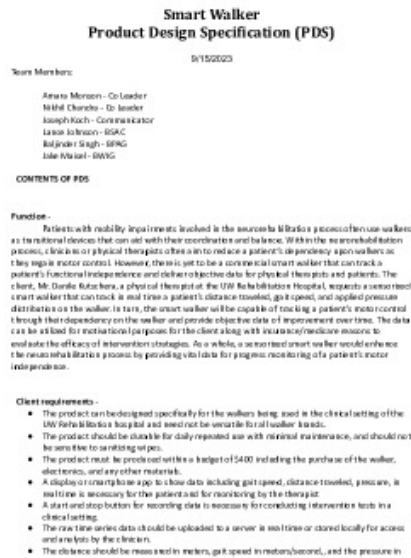 Smart Walker
Product Design Specification (PDS)
9/15/2023
Team Members:
Amara Monson - Co Leader
Nikhil Chandra - Co Leader
Joseph Koch - Communicator
Lance Johnson - BSAC
Baljinder Singh - BPAG
Jake Maisel - BWIG
CONTENTS OF PDS
Function -
Patients with mobility impairments involved in the neurorehabilitation process often use walkers
as transitional devices that can aid with their coordination and balance. Within the neurorehabilitation
process, clinicians or physical therapists often aim to reduce a patient's dependency upon walkers as
they regain motor control. However, there is yet to be a commercial smart walker that can track a
patient's functional independence and deliver objective data for physical therapists and patients. The
client, Mr. Danile Kutschera, a physical therapist at the UW Rehabilitation Hospital, requests a sensorized
smart walker that can track in real time a patient's distance traveled, gait speed, and applied pressure
distribution on the walker. In turn, the smart walker will be capable of tracking a patient's motor control
through their dependency on the walker and provide objective data of improvement over time. The data
can be utilized for motivational purposes for the client along with insurance/medicare reasons to
evaluate the efficacy of intervention strategies. As a whole, a sensorized smart walker would enhance
the neurorehabilitation process by providing vital data for progress monitoring of a patient's motor
independence.
Client requirements -
● The product can be designed specifically for the walkers being used in the clinical setting of the
UW Rehabilitation hospital and need not be versatile for all walker brands.
● The product should be durable for daily repeated use with minimal maintenance, and should not
be sensitive to sanitizing wipes.
● The product must be produced within a budget of $400 including the purchase of the walker,
electronics, and any other materials.
● A display or smartphone app to show data including gait speed, distance traveled, pressure, in
real time is necessary for the patient and for monitoring by the therapist
● A start and stop button for recording data is necessary for conducting intervention tests in a
clinical setting.
● The raw time series data should be uploaded to a server in real time or stored locally for access
and analysis by the clinician.
● The distance should be measured in meters, gait speed in meters/second, and the pressure in